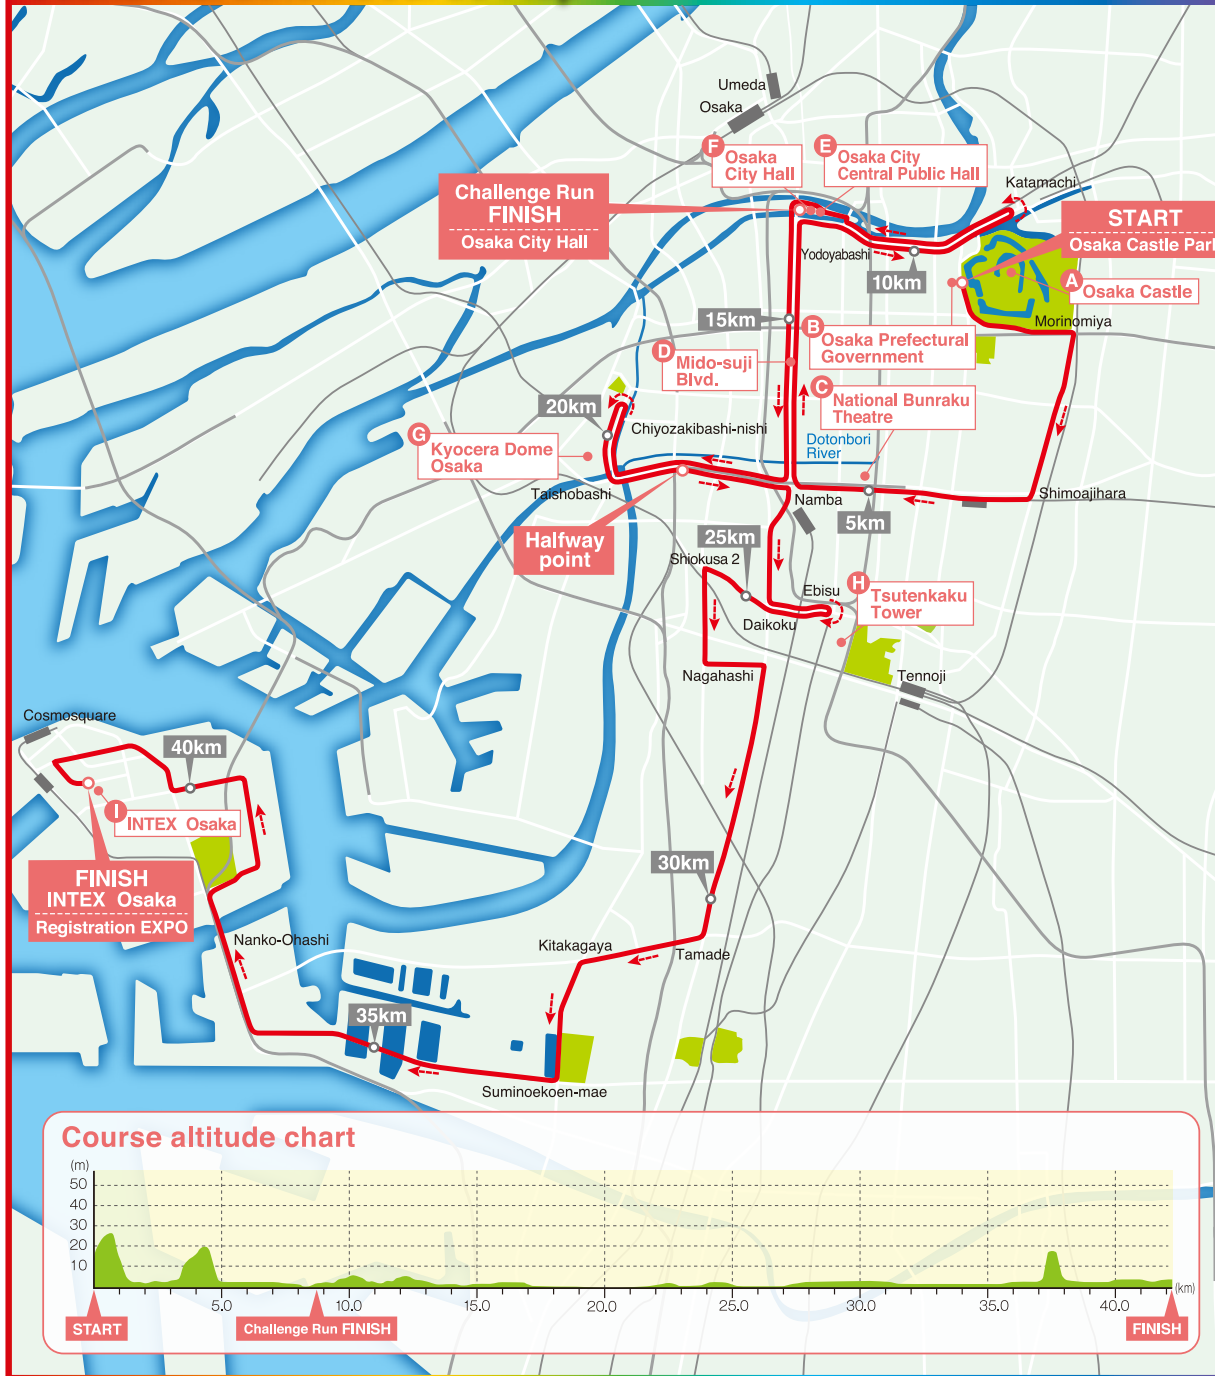 Umeda
Osaka
F
Osaka
City Hall
E
Osaka City
Central Public Hall
Katamachi
Challenge Run
FINISH
Osaka City Hall
START
Osaka Castle Park
Yodoyabashi
10km
A
Osaka Castle
Morinomiya
15km
B
Osaka Prefectural
Government
D
Mido-suji
Blvd.
C
National Bunraku
Theatre
20km
Chiyozakibashi-nishi
Dotonbori
River
G
Kyocera Dome
Osaka
Taishobashi
Namba
Shimoajihara
5km
Halfway
point
25km
Shiokusa 2
Ebisu
H
Tsutenkaku
Tower
Daikoku
Nagahashi
Tennoji
Cosmosquare
40km
I
INTEX Osaka
FINISH
INTEX Osaka
Registration EXPO
30km
Nanko-Ohashi
Kitakagaya
Tamade
35km
Suminoekoen-mae
Course altitude chart
(m)
50
40
30
20
10
5.0
10.0
15.0
20.0
25.0
30.0
35.0
40.0
(km)
START
Challenge Run FINISH
FINISH